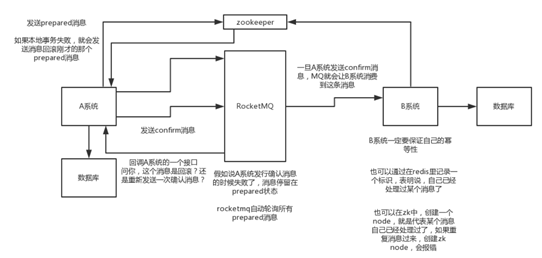 发送prepared消息
zookeeper
如果本地事务失败，就会发
送消息回滚刚才的那个
prepared消息
一旦A系统发送confirm消
息，MQ就会让B系统消费
到这条消息
A系统
RocketMQ
B系统
数据库
发送confirm消息
B系统一定要保证自己的幂
等性
数据库
回调A系统的一个接口
问你，这个消息是回滚？还
是重新发送一次确认消息？
假如说A系统发行确认消息
的时候失败了，消息停留在
prepared状态
也可以通过在redis里记录一
个标识，表明说，自己已经
处理过某个消息了
rocketmq自动轮询所有
prepared消息
也可以在zk中，创建一个
node，就是代表某个消息
自己已经处理过了，如果重
复消息过来，创建zk
node，会报错